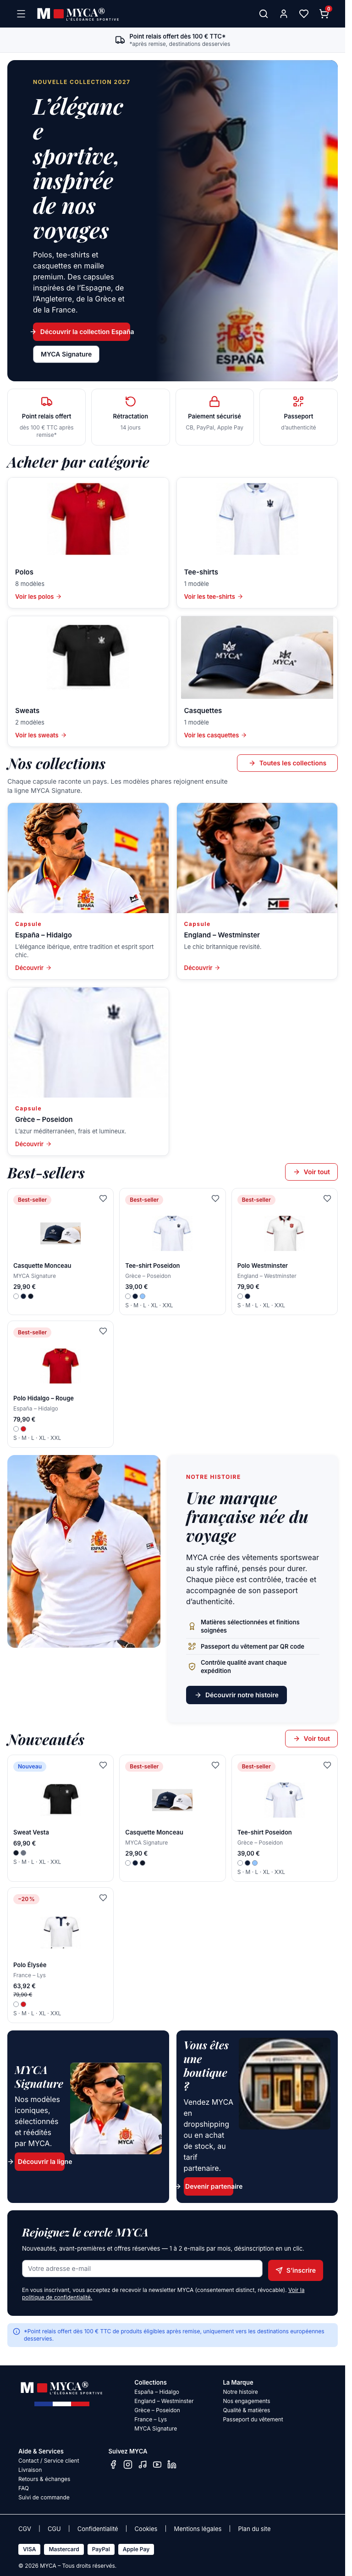 MYCA®
L'ÉLÉGANCE SPORTIVE
0
Point relais offert dès 100 € TTC*
*après remise, destinations desservies
NOUVELLE COLLECTION 2027
L’éléganc
e
sportive,
inspirée
de nos
voyages
Polos, tee-shirts et
casquettes en maille
premium. Des capsules
inspirées de l’Espagne, de
l’Angleterre, de la Grèce et
de la France.
→ Découvrir la collection España
MYCA Signature
Point relais offert
dès 100 € TTC après
remise*
Rétractation
14 jours
Paiement sécurisé
CB, PayPal, Apple Pay
Passeport
d’authenticité
Acheter par catégorie
Polos
8 modèles
Voir les polos →
Tee-shirts
1 modèle
Voir les tee-shirts →
MYCA®
MYCA®
Sweats
2 modèles
Voir les sweats →
Casquettes
1 modèle
Voir les casquettes →
Nos collections
→ Toutes les collections
Chaque capsule raconte un pays. Les modèles phares rejoignent ensuite
la ligne MYCA Signature.
ESPAÑA
Capsule
España – Hidalgo
L’élégance ibérique, entre tradition et esprit sport
chic.
Découvrir →
Capsule
England – Westminster
Le chic britannique revisité.
Découvrir →
Capsule
Grèce – Poseidon
L’azur méditerranéen, frais et lumineux.
Découvrir →
Best-sellers
→ Voir tout
Best-seller
Casquette Monceau
MYCA Signature
29,90 €
Best-seller
Tee-shirt Poseidon
Grèce – Poseidon
39,00 €
S · M · L · XL · XXL
Best-seller
Polo Westminster
England – Westminster
79,90 €
S · M · L · XL · XXL
Best-seller
Polo Hidalgo – Rouge
España – Hidalgo
79,90 €
S · M · L · XL · XXL
NOTRE HISTOIRE
Une marque
française née du
voyage
MYCA crée des vêtements sportswear
au style raffiné, pensés pour durer.
Chaque pièce est contrôlée, tracée et
accompagnée de son passeport
d’authenticité.
Matières sélectionnées et finitions
soignées
Passeport du vêtement par QR code
Contrôle qualité avant chaque
expédition
→ Découvrir notre histoire
Nouveautés
→ Voir tout
Nouveau
Sweat Vesta
69,90 €
S · M · L · XL · XXL
Best-seller
Casquette Monceau
MYCA Signature
29,90 €
Best-seller
Tee-shirt Poseidon
Grèce – Poseidon
39,00 €
S · M · L · XL · XXL
−20 %
Polo Élysée
France – Lys
63,92 €
79,90 €
S · M · L · XL · XXL
MYCA
Signature
Nos modèles
iconiques,
sélectionnés
et réédités
par MYCA.
→ Découvrir la ligne
MYCA
Vous êtes
une
boutique
?
Vendez MYCA
en
dropshipping
ou en achat
de stock, au
tarif
partenaire.
→ Devenir partenaire
Rejoignez le cercle MYCA
Nouveautés, avant-premières et offres réservées — 1 à 2 e-mails par mois, désinscription en un clic.
Votre adresse e-mail
S’inscrire
En vous inscrivant, vous acceptez de recevoir la newsletter MYCA (consentement distinct, révocable). Voir la
politique de confidentialité.
*Point relais offert dès 100 € TTC de produits éligibles après remise, uniquement vers les destinations européennes
desservies.
MYCA®
L'ÉLÉGANCE SPORTIVE
Collections
España – Hidalgo
England – Westminster
Grèce – Poseidon
France – Lys
MYCA Signature
La Marque
Notre histoire
Nos engagements
Qualité & matières
Passeport du vêtement
Aide & Services
Contact / Service client
Livraison
Retours & échanges
FAQ
Suivi de commande
Suivez MYCA
CGV | CGU | Confidentialité | Cookies | Mentions légales | Plan du site
VISA Mastercard PayPal Apple Pay
© 2026 MYCA – Tous droits réservés.